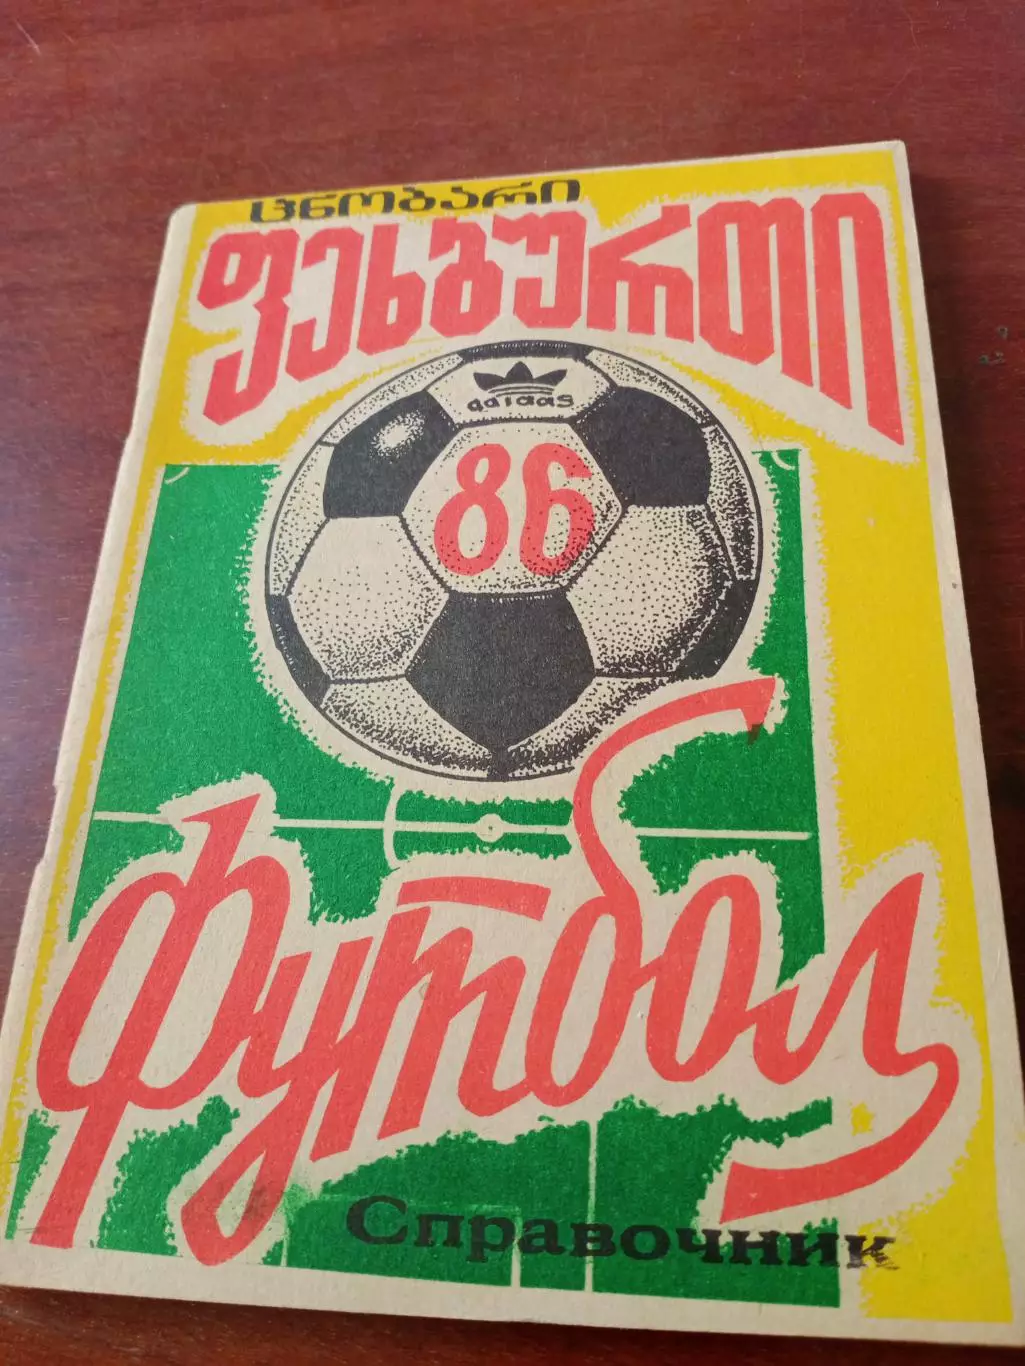 ცნობარი
ფეხბურთი
adidas
86
Футбол
Справочник